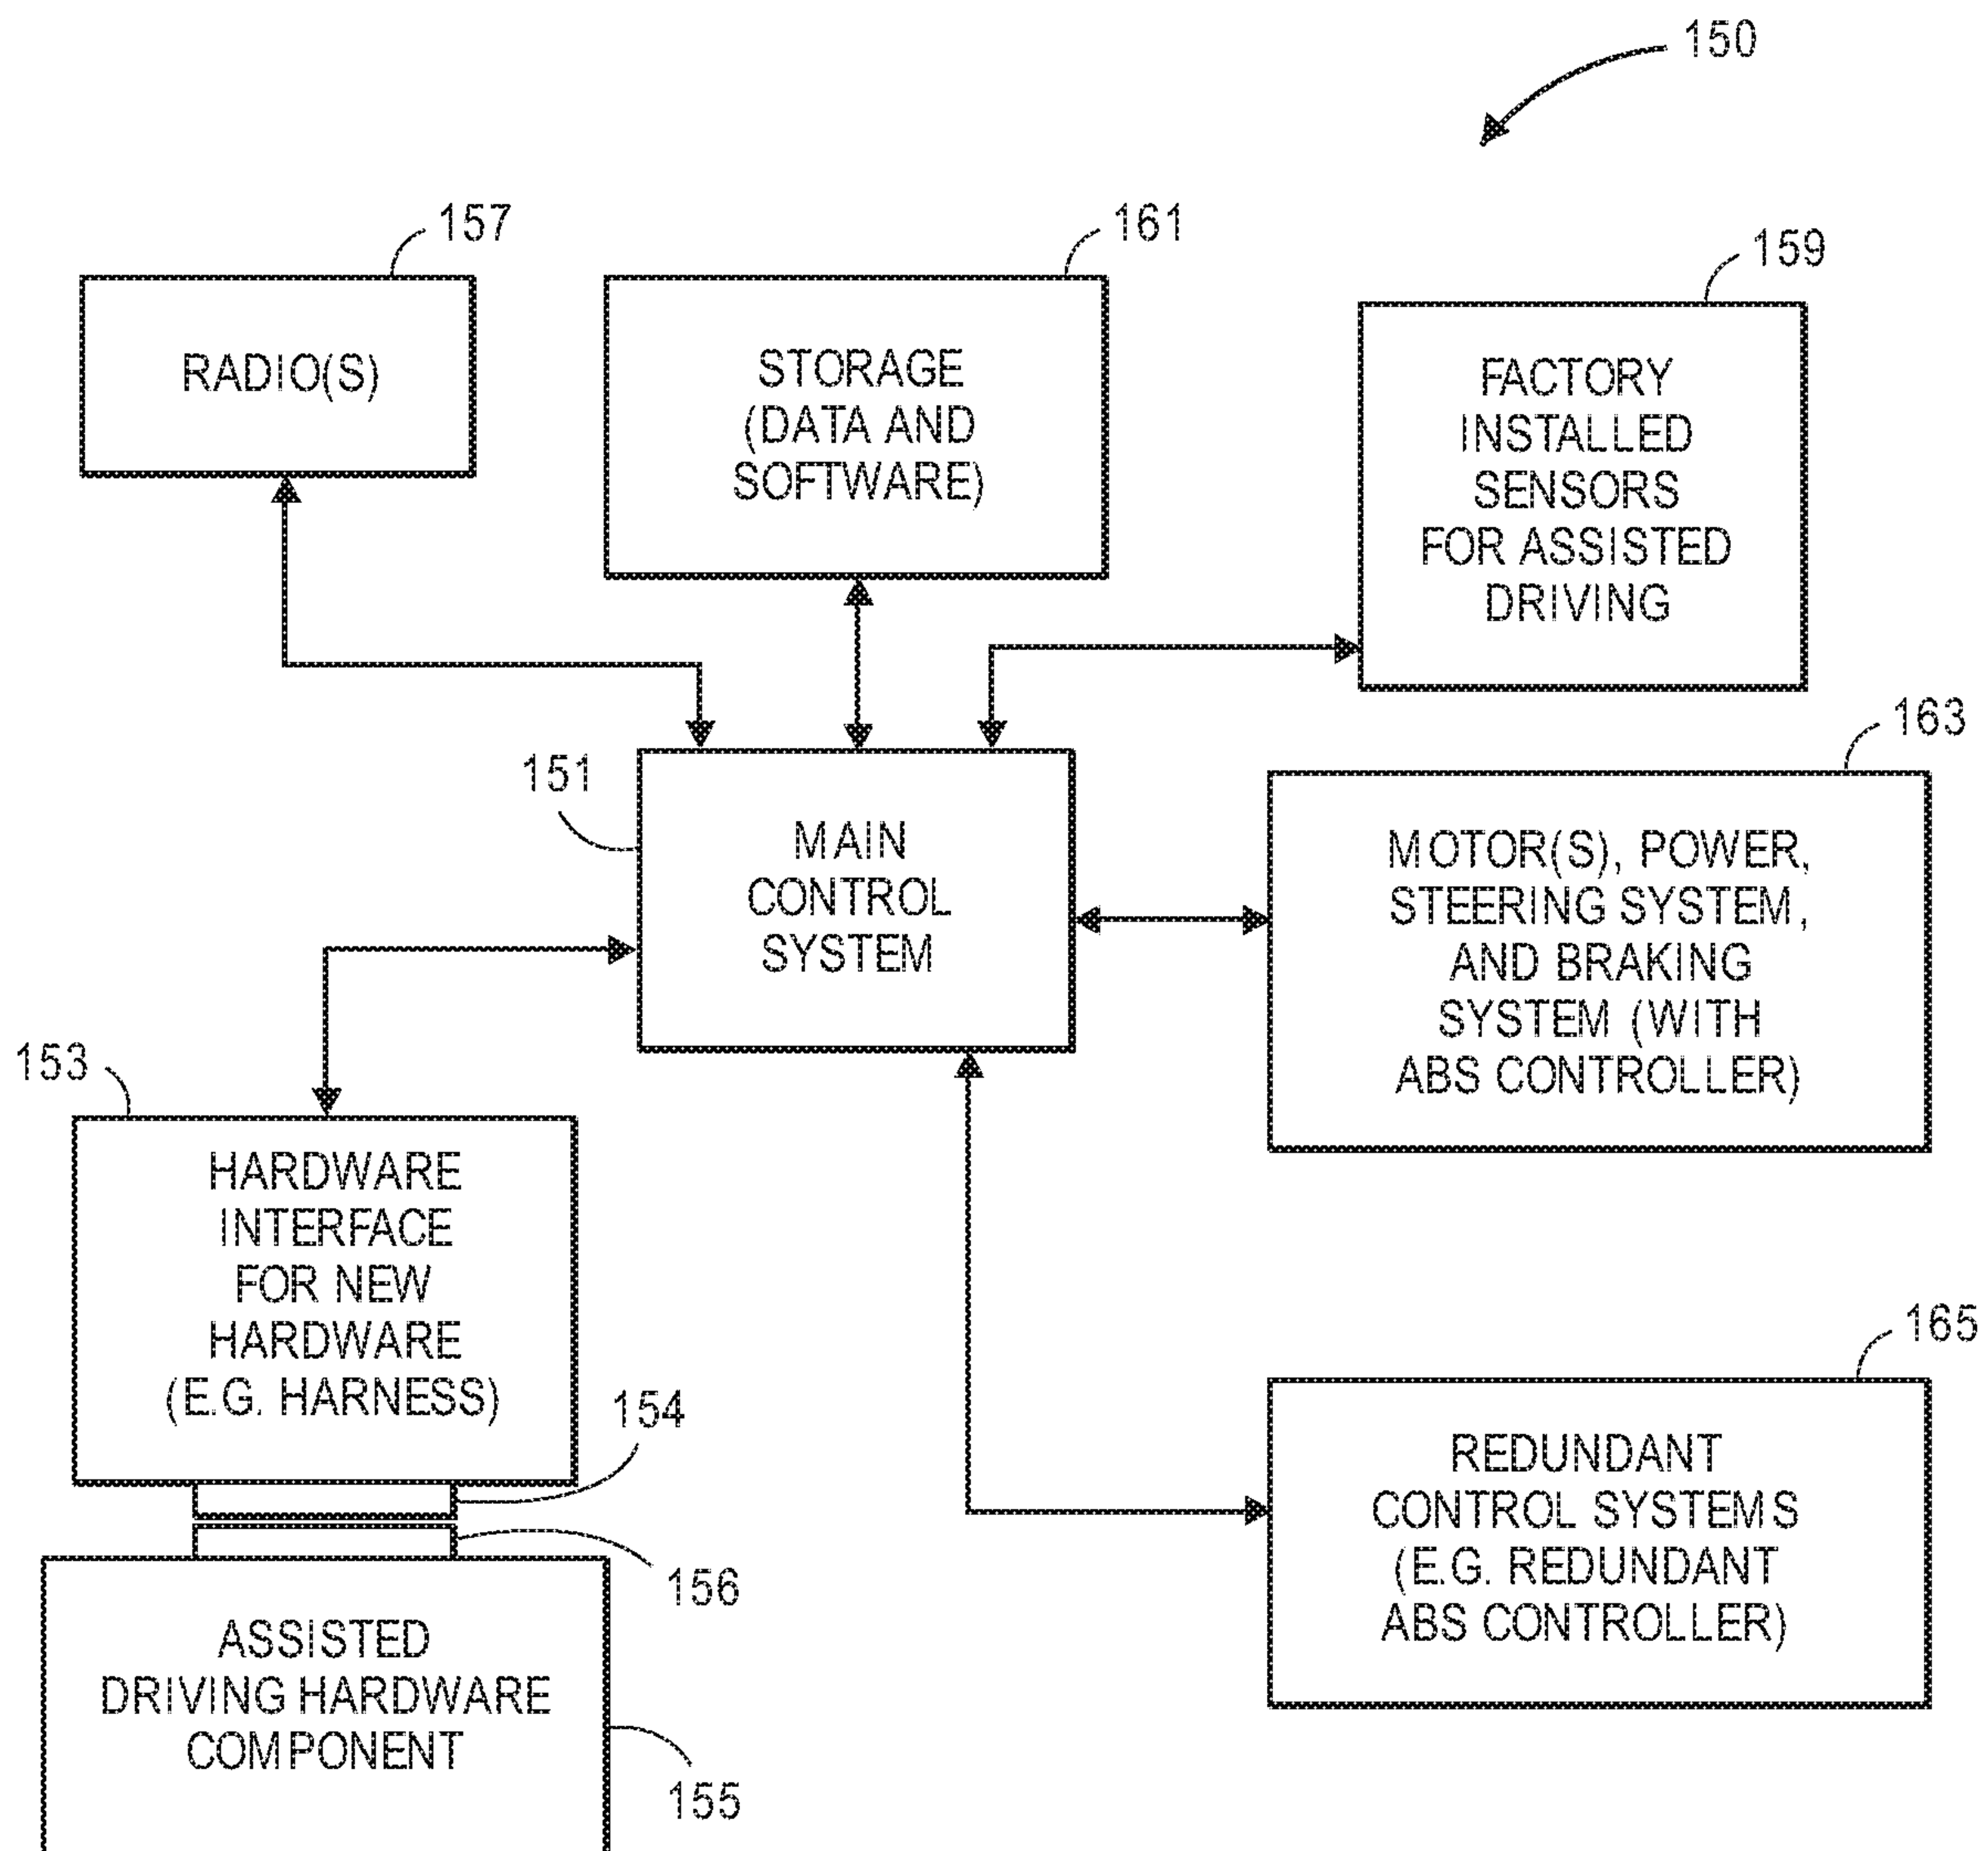 150
157
161
159
RADIO(S)
STORAGE
(DATA AND
SOFTWARE)
FACTORY
INSTALLED
SENSORS
FOR ASSISTED
DRIVING
163
151
MAIN
CONTROL
SYSTEM
MOTOR(S), POWER,
STEERING SYSTEM,
AND BRAKING
SYSTEM (WITH
ABS CONTROLLER)
153
HARDWARE
INTERFACE
FOR NEW
HARDWARE
(E.G. HARNESS)
154
165
REDUNDANT
CONTROL SYSTEMS
(E.G. REDUNDANT
ABS CONTROLLER)
156
ASSISTED
DRIVING HARDWARE
COMPONENT
155